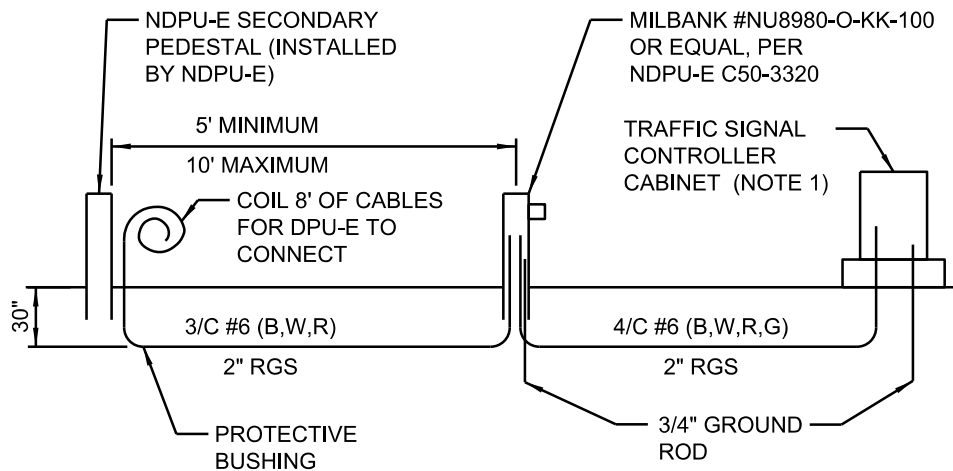 NDPU-E SECONDARY
PEDESTAL (INSTALLED
BY NDPU-E)
MILBANK #NU8980-O-KK-100
OR EQUAL, PER
NDPU-E C50-3320
5' MINIMUM
10' MAXIMUM
TRAFFIC SIGNAL
CONTROLLER
CABINET (NOTE 1)
COIL 8' OF CABLES
FOR DPU-E TO
CONNECT
30"
3/C #6 (B,W,R)
2" RGS
4/C #6 (B,W,R,G)
2" RGS
PROTECTIVE
BUSHING
3/4" GROUND
ROD